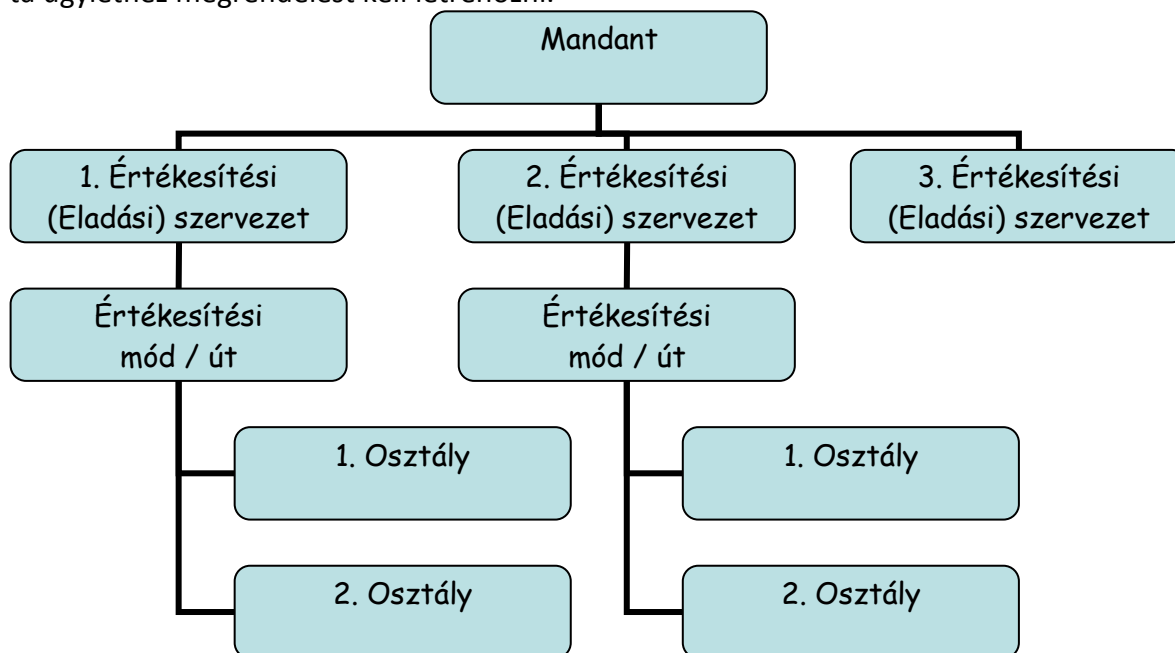 Mandant
1. Értékesítési
(Eladási) szervezet
2. Értékesítési
(Eladási) szervezet
3. Értékesítési
(Eladási) szervezet
Értékesítési
mód / út
Értékesítési
mód / út
1. Osztály
1. Osztály
2. Osztály
2. Osztály